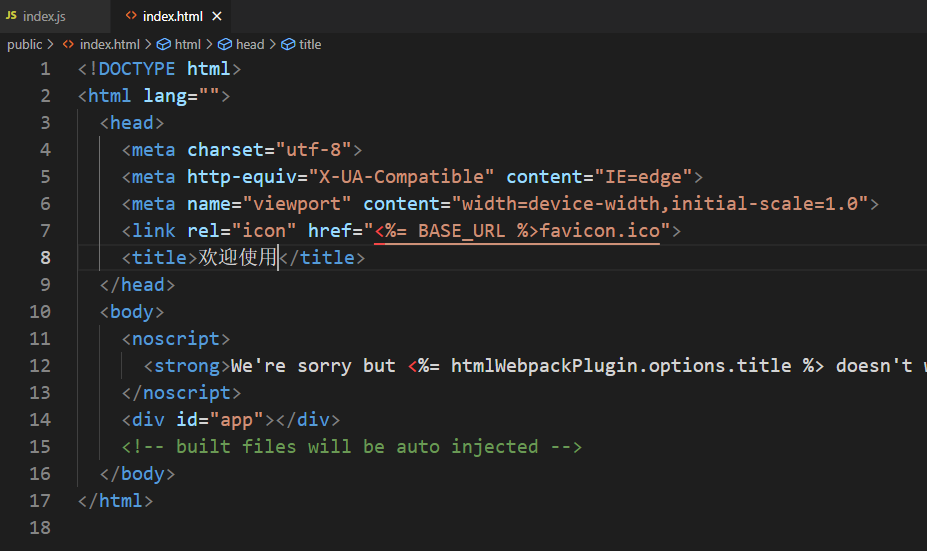 JS index.js <> index.html ×
public > <> index.html > html > head > title
1 <!DOCTYPE html>
2 <html lang="">
3 <head>
4 <meta charset="utf-8">
5 <meta http-equiv="X-UA-Compatible" content="IE=edge">
6 <meta name="viewport" content="width=device-width,initial-scale=1.0">
7 <link rel="icon" href="<%= BASE_URL %>favicon.ico">
8 <title>欢迎使用</title>
9 </head>
10 <body>
11 <noscript>
12 <strong>We're sorry but <%= htmlWebpackPlugin.options.title %> doesn't
13 </noscript>
14 <div id="app"></div>
15 <!-- built files will be auto injected -->
16 </body>
17 </html>
18